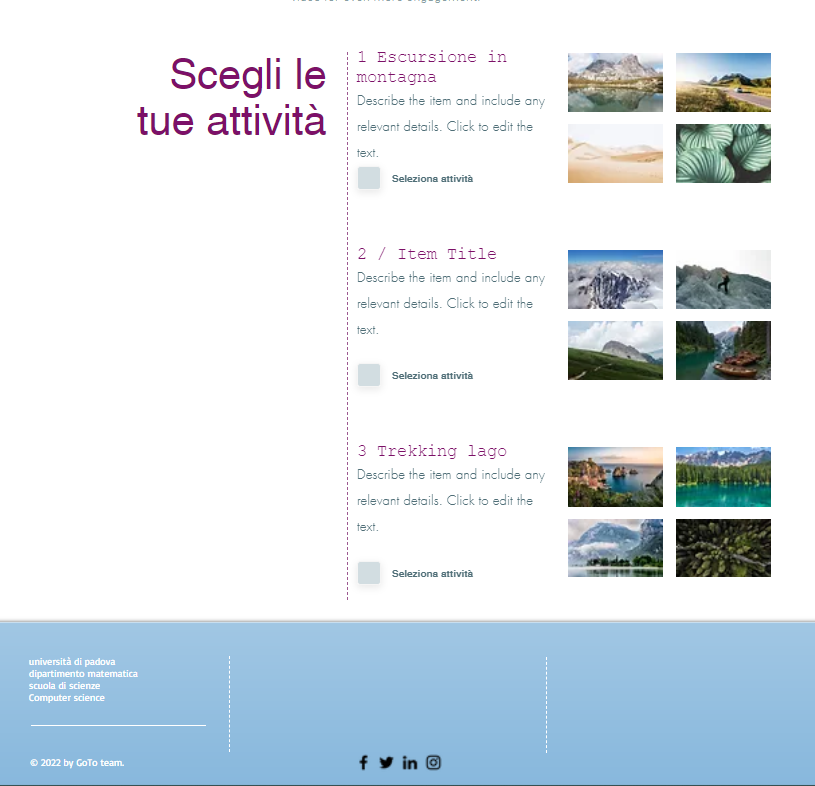 Scegli le
tue attività
1 Escursione in
montagna
Describe the item and include any
relevant details. Click to edit the
text.
Seleziona attività
2 / Item Title
Describe the item and include any
relevant details. Click to edit the
text.
Seleziona attività
3 Trekking lago
Describe the item and include any
relevant details. Click to edit the
text.
Seleziona attività
università di padova
dipartimento matematica
scuola di scienze
Computer science
© 2022 by GoTo team.